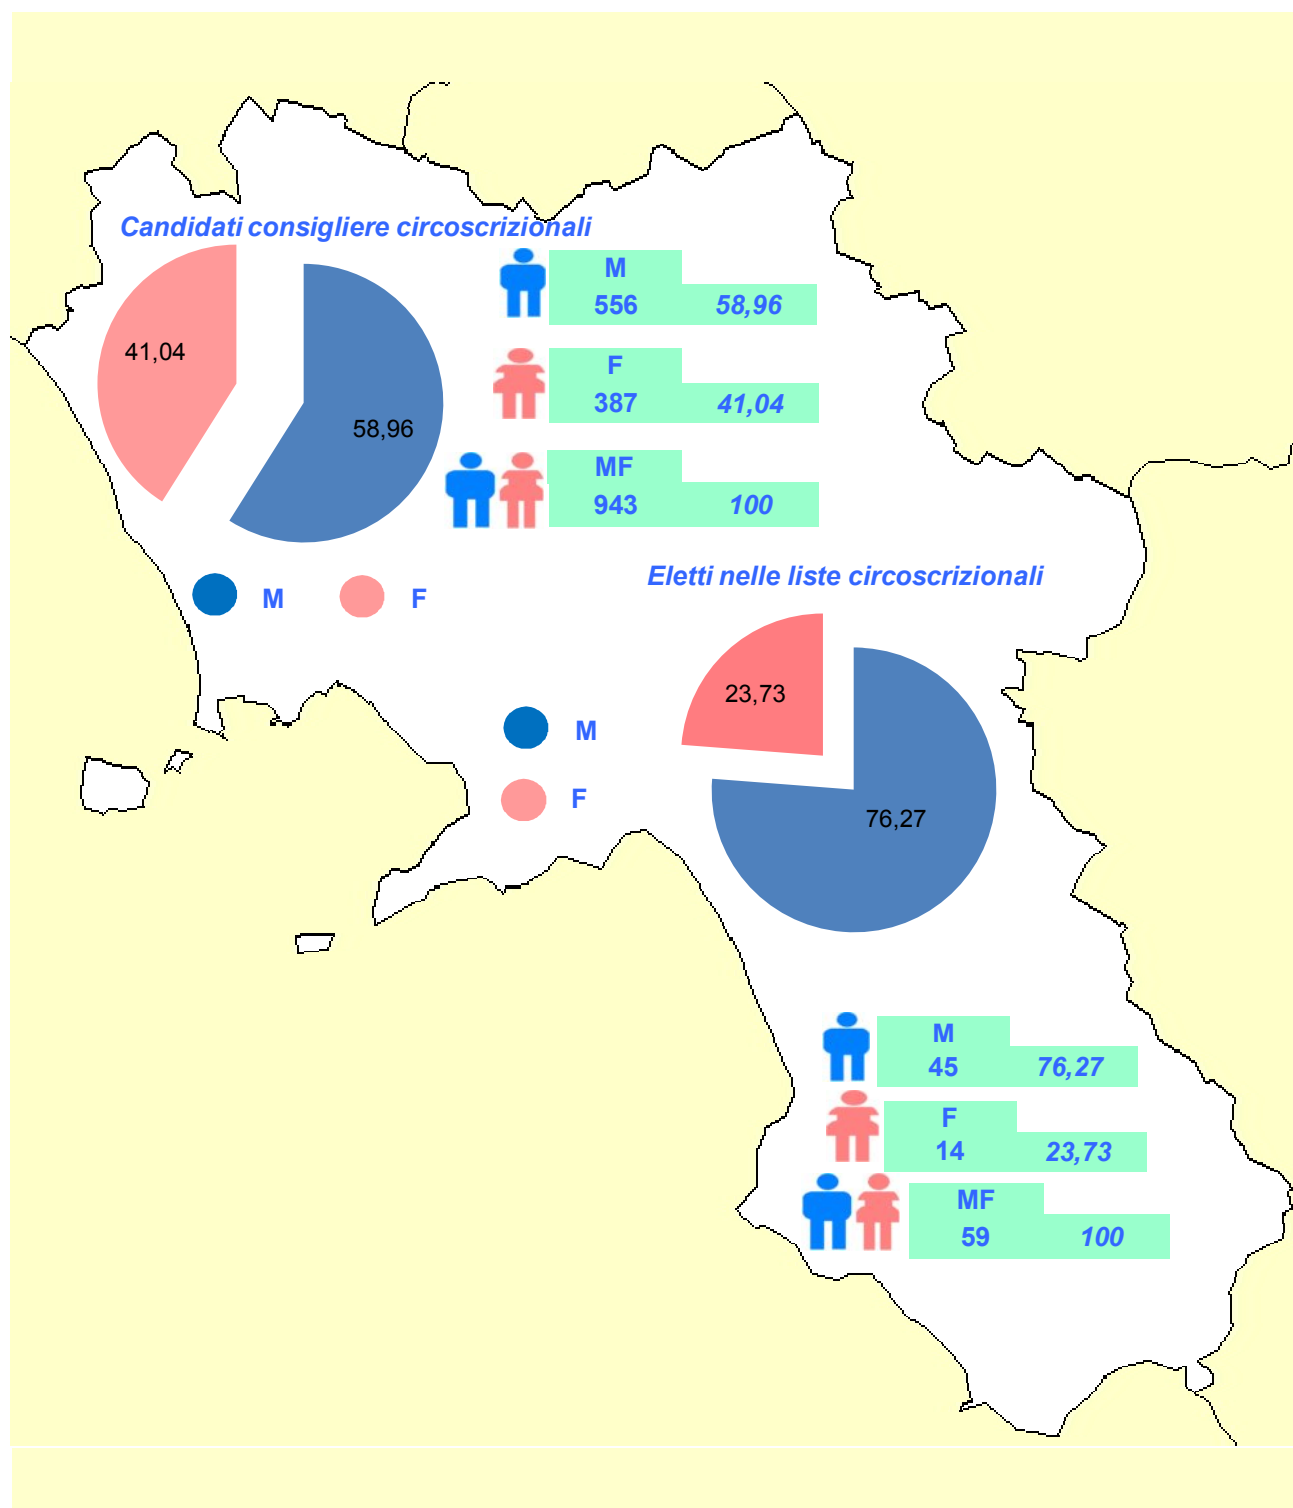 Candidati consigliere circoscrizionali
41,04
58,96
M
556 58,96
F
387 41,04
MF
943 100
M F
Eletti nelle liste circoscrizionali
23,73
76,27
M
F
M
45 76,27
F
14 23,73
MF
59 100